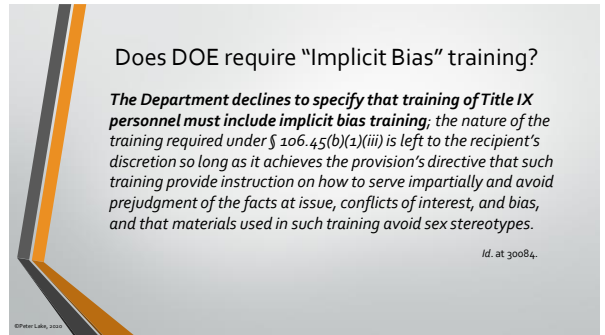 Does DOE require “Implicit Bias” training?
The Department declines to specify that training of Title IX
personnel must include implicit bias training; the nature of the
training required under § 106.45(b)(1)(iii) is left to the recipient’s
discretion so long as it achieves the provision’s directive that such
training provide instruction on how to serve impartially and avoid
prejudgment of the facts at issue, conflicts of interest, and bias,
and that materials used in such training avoid sex stereotypes.
Id. at 30084.
©Peter Lake, 2020